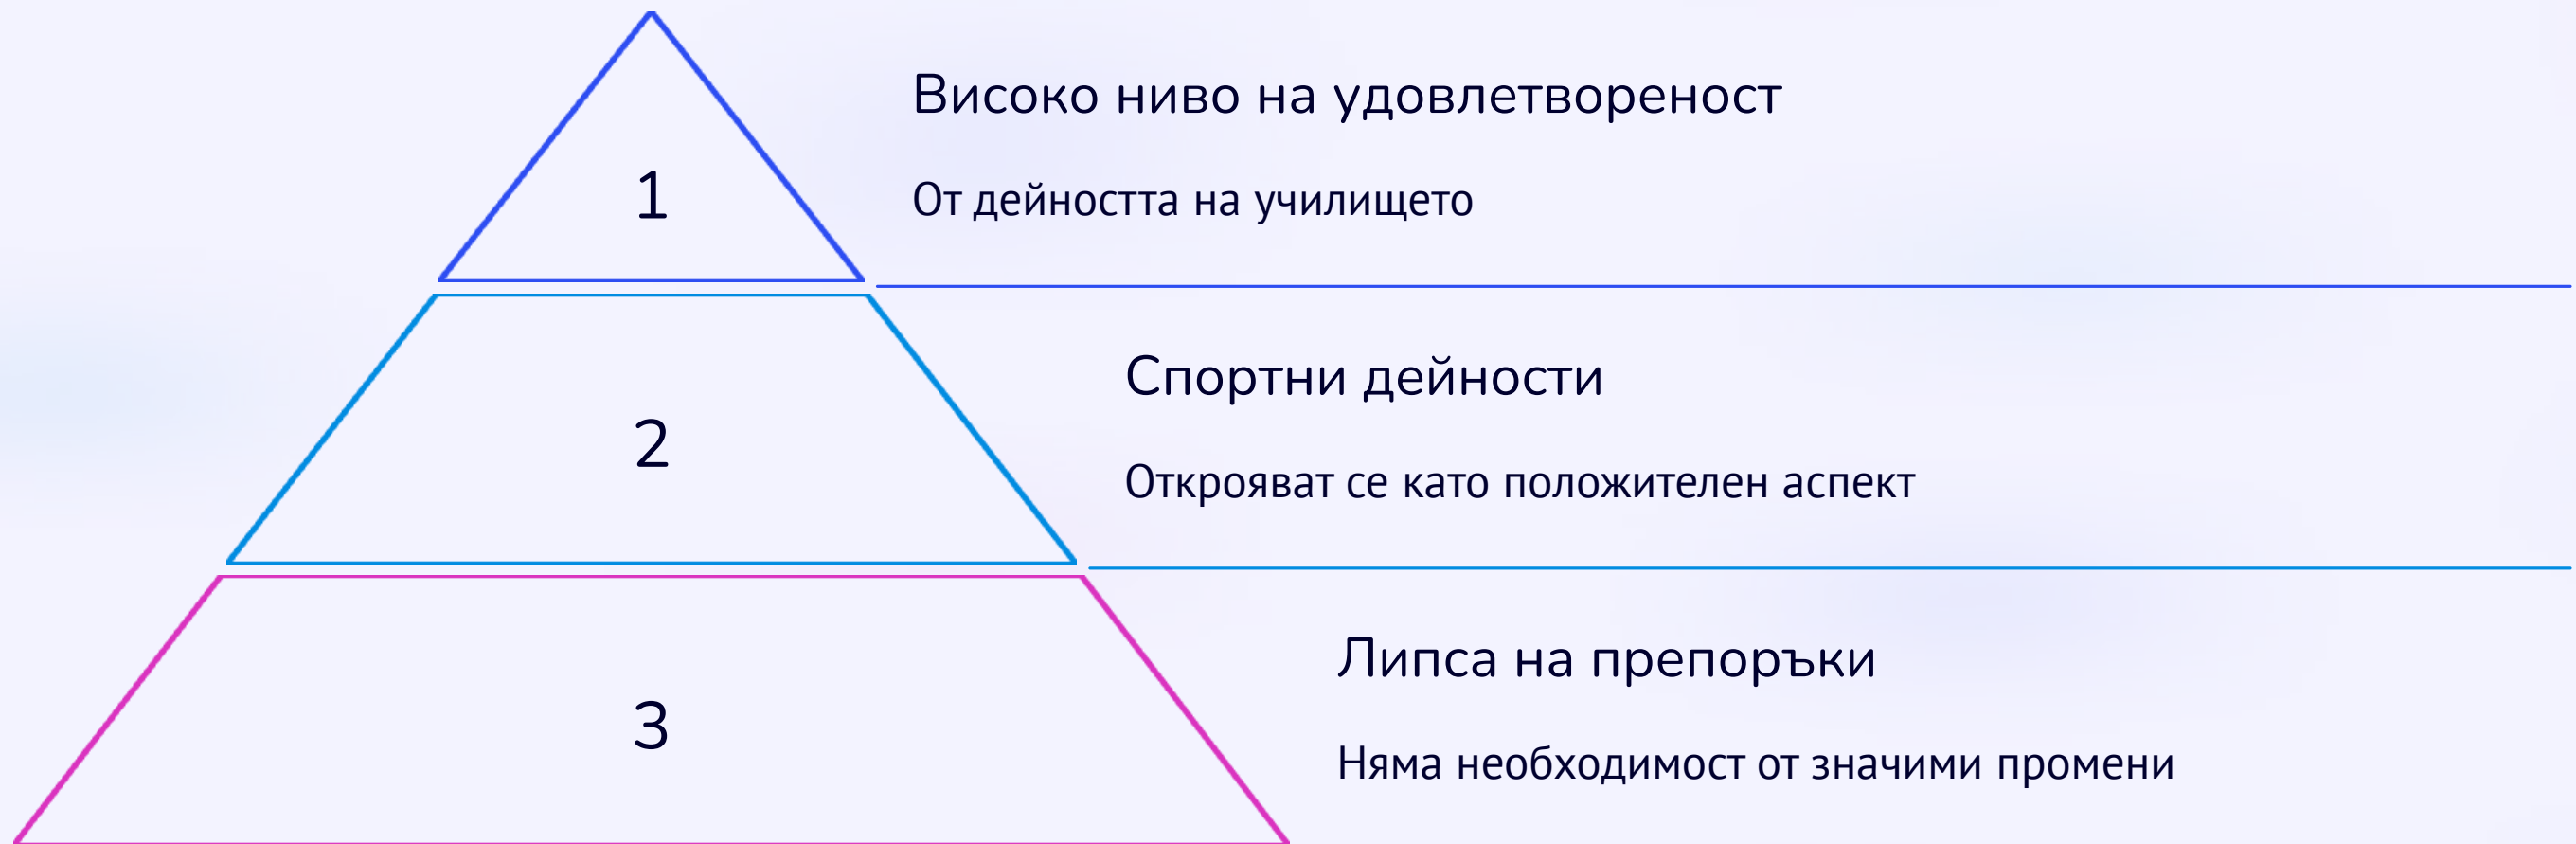 1
Високо ниво на удовлетвореност
От дейността на училището
2
Спортни дейности
Открояват се като положителен аспект
3
Липса на препоръки
Няма необходимост от значими промени